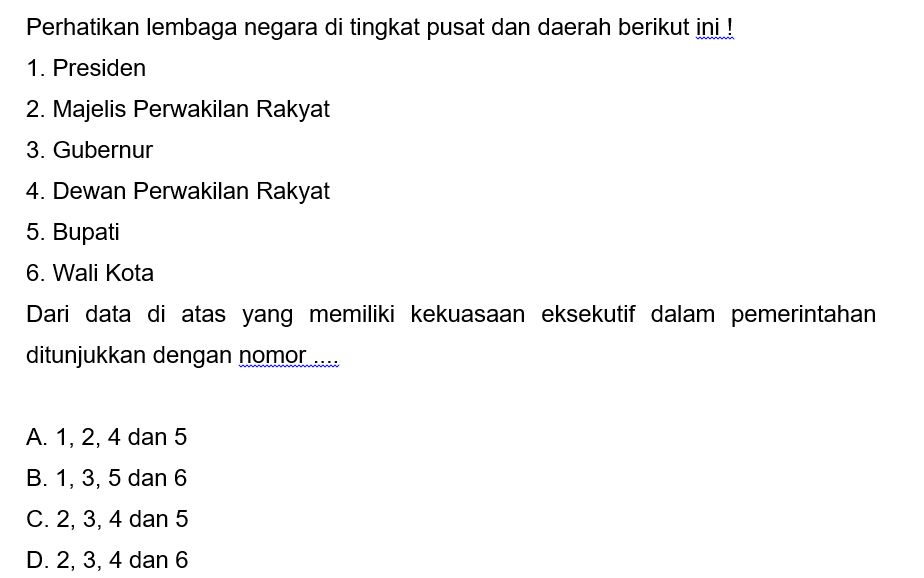 Perhatikan lembaga negara di tingkat pusat dan daerah berikut ini !
1. Presiden
2. Majelis Perwakilan Rakyat
3. Gubernur
4. Dewan Perwakilan Rakyat
5. Bupati
6. Wali Kota
Dari data di atas yang memiliki kekuasaan eksekutif dalam pemerintahan
ditunjukkan dengan nomor ....
A. 1, 2, 4 dan 5
B. 1, 3, 5 dan 6
C. 2, 3, 4 dan 5
D. 2, 3, 4 dan 6